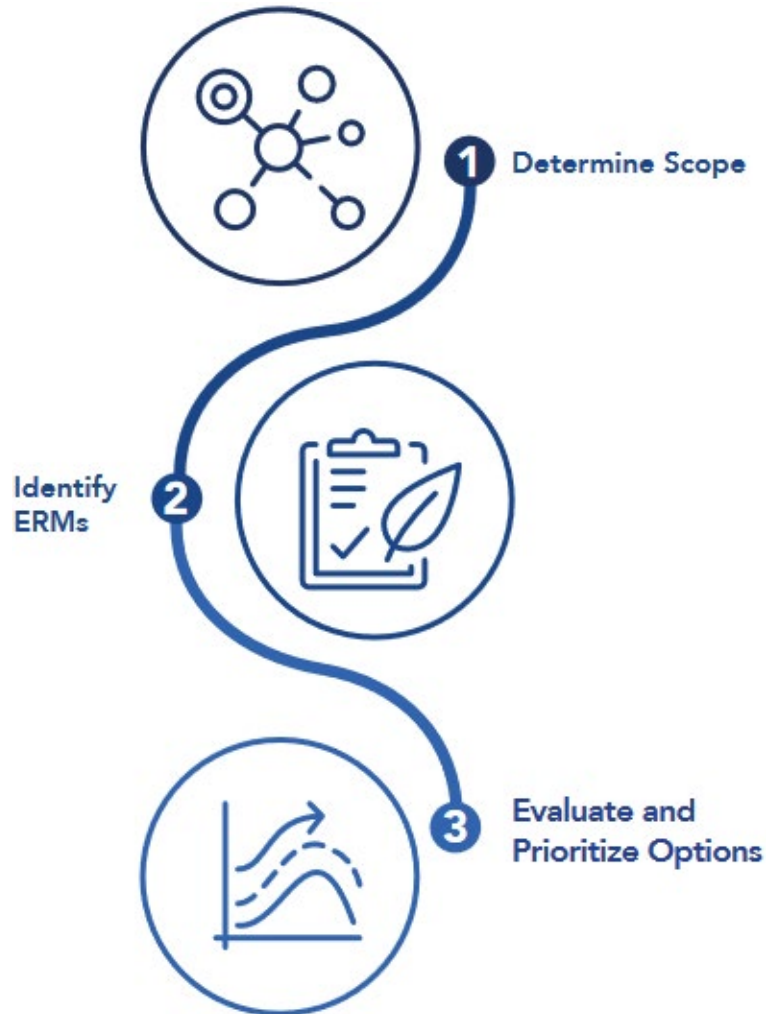 1
Determine Scope
2
Identify
ERMs
3
Evaluate and
Prioritize Options